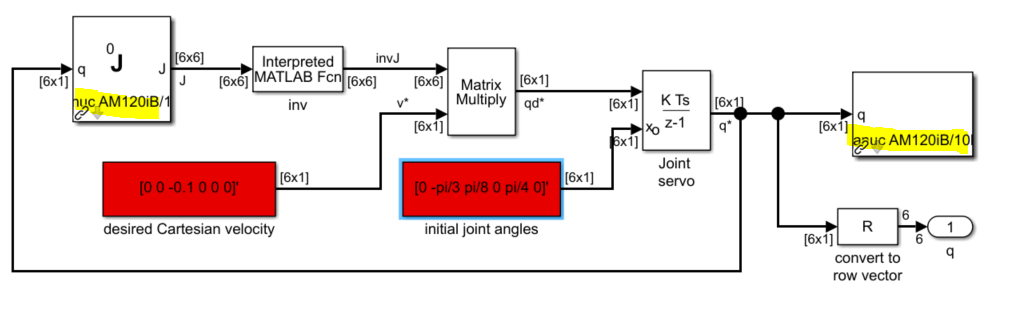 0
J
q
J
[6x1]
[6x6]
J
nuc AM120iB/1
[6x6]
Interpreted
MATLAB Fcn
[6x6]
inv
invJ
[6x6]
v*
[6x1]
Matrix
Multiply
[6x1]
qd*
[6x1]
K Ts
z-1
xo
[6x1]
[6x1]
q*
Joint
servo
q
[6x1]
anuc AM120iB/10
[0 0 -0.1 0 0 0]'
[6x1]
desired Cartesian velocity
[0 -pi/3 pi/8 0 pi/4 0]'
[6x1]
initial joint angles
[6x1]
R
6
6
1
q
convert to
row vector